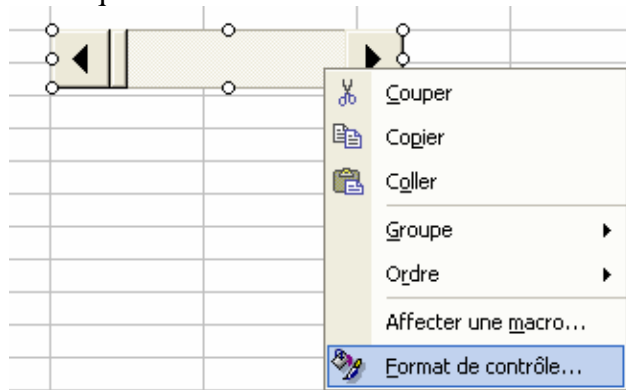 Couper
Copier
Coller
Groupe
Ordre
Affecter une macro...
Format de contrôle...